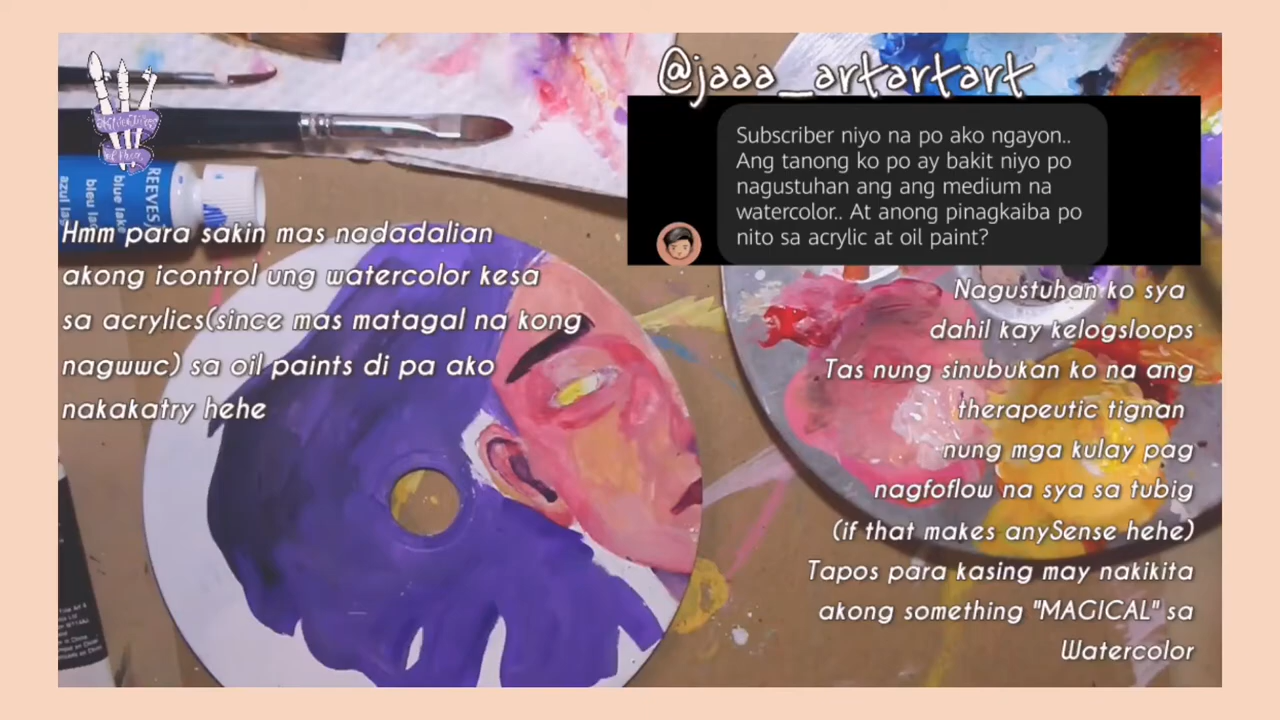 @jaaa_artartart
Subscriber niyo na po ako ngayon..
Ang tanong ko po ay bakit niyo po
nagustuhan ang ang medium na
watercolor.. At anong pinagkaiba po
nito sa acrylic at oil paint?
Nagustuhan ko sya
dahil kay kelogsloops
Tas nung sinubukan ko na ang
therapeutic tignan
nung mga kulay pag
nagfoflow na sya sa tubig
(if that makes anySense hehe)
Tapos para kasing may nakikita
akong something "MAGICAL" sa
Watercolor
Hmm para sakin mas nadadalian
akong icontrol ung watercolor kesa
sa acrylics(since mas matagal na kong
nagwwc) sa oil paints di pa ako
nakakatry hehe
REEVES
blue lake
bleu la
azul la